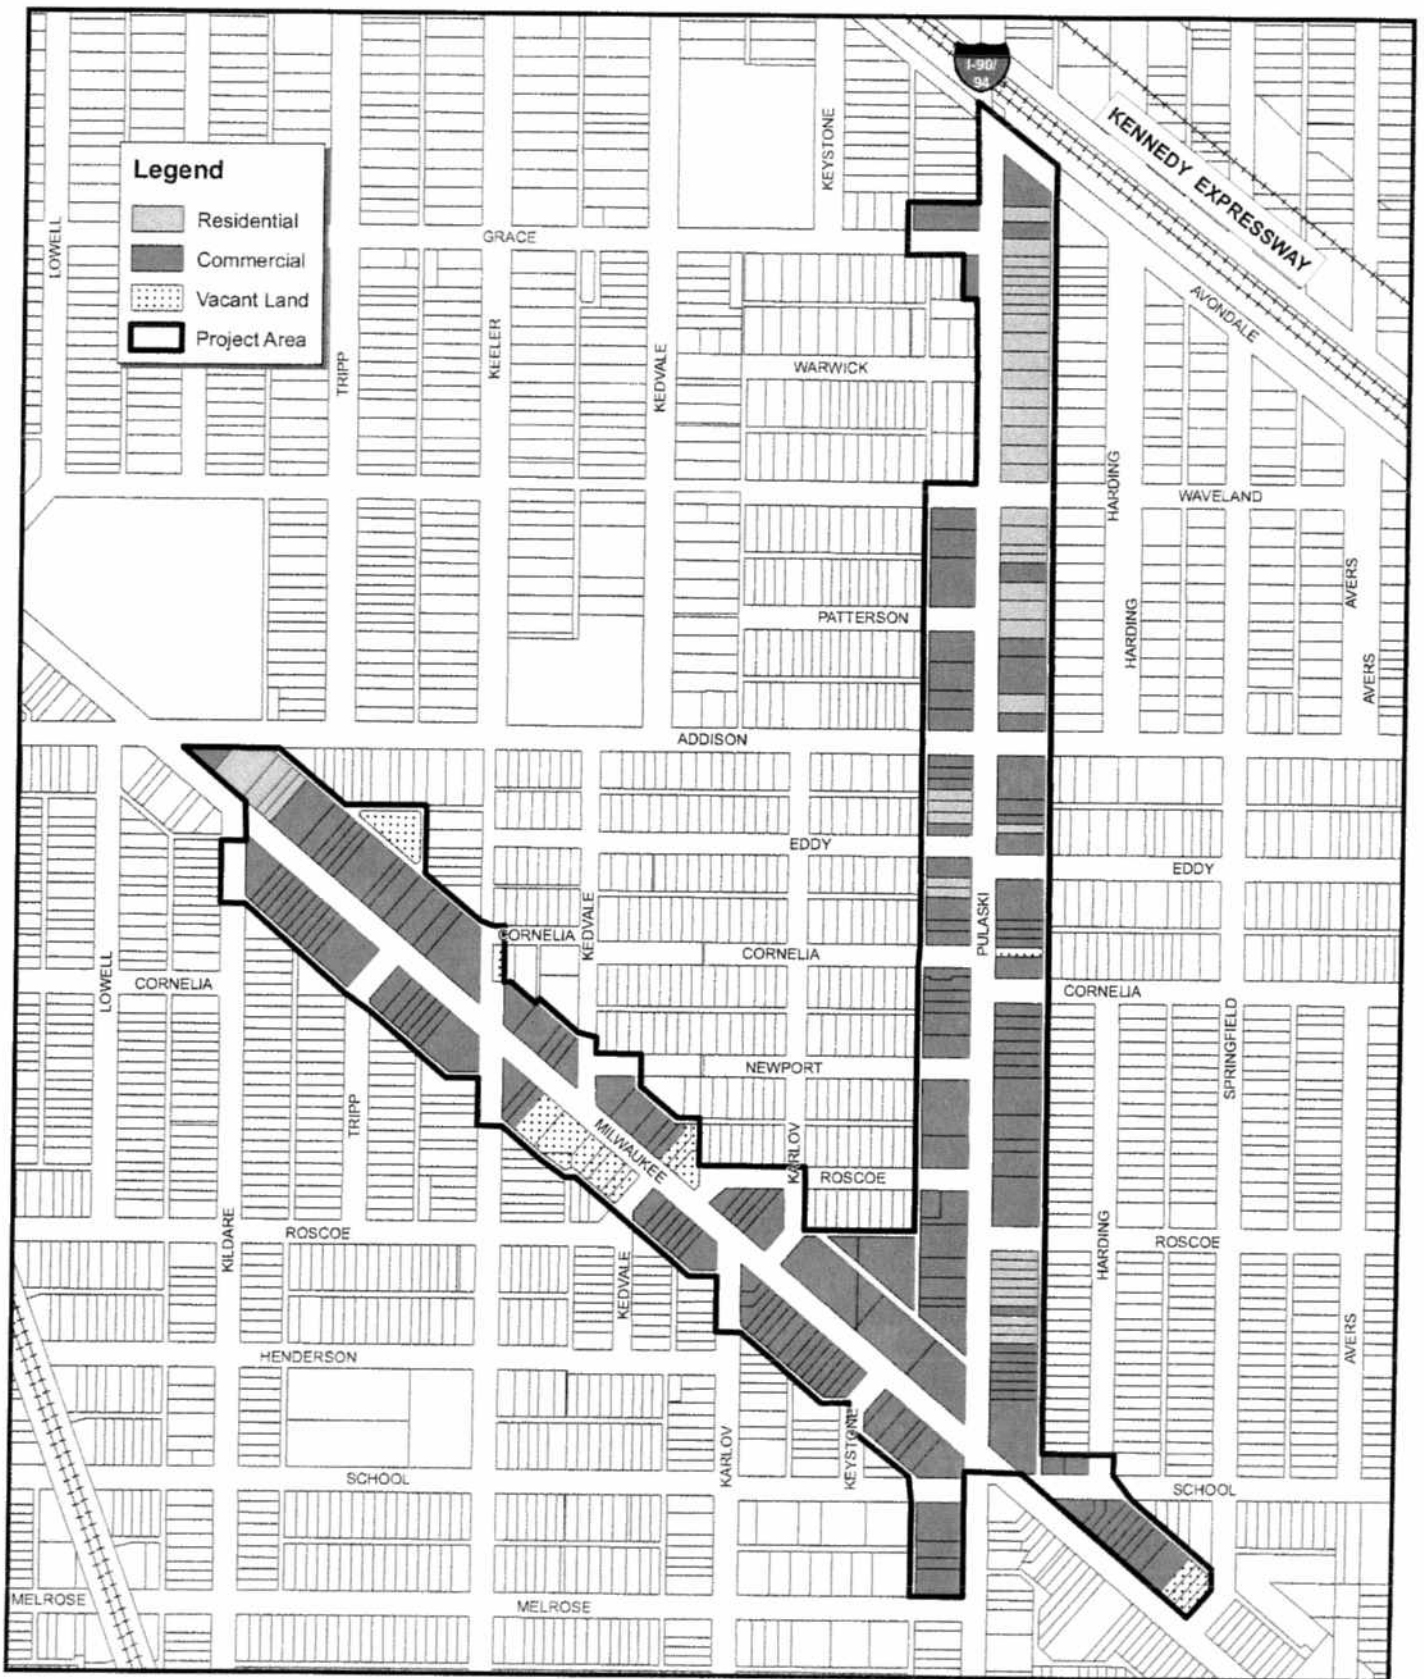 I-90/
94
KENNEDY EXPRESSWAY
KEYSTONE
Legend
Residential
Commercial
Vacant Land
Project Area
LOWELL
GRACE
AVONDALE
TRIPP
KEELER
KEDVALE
WARWICK
HARDING
WAVELAND
AVERS
PATTERSON
HARDING
AVERS
ADDISON
EDDY
EDDY
PULASKI
KEDVALE
CORNELIA
CORNELIA
LOWELL
CORNELIA
CORNELIA
SPRINGFIELD
NEWPORT
TRIPP
MILWAUKEE
KARLOV
ROSCOE
KILDARE
ROSCOE
HARDING
ROSCOE
KEDVALE
AVERS
HENDERSON
KARLOV
KEYSTONE
SCHOOL
SCHOOL
MELROSE
MELROSE